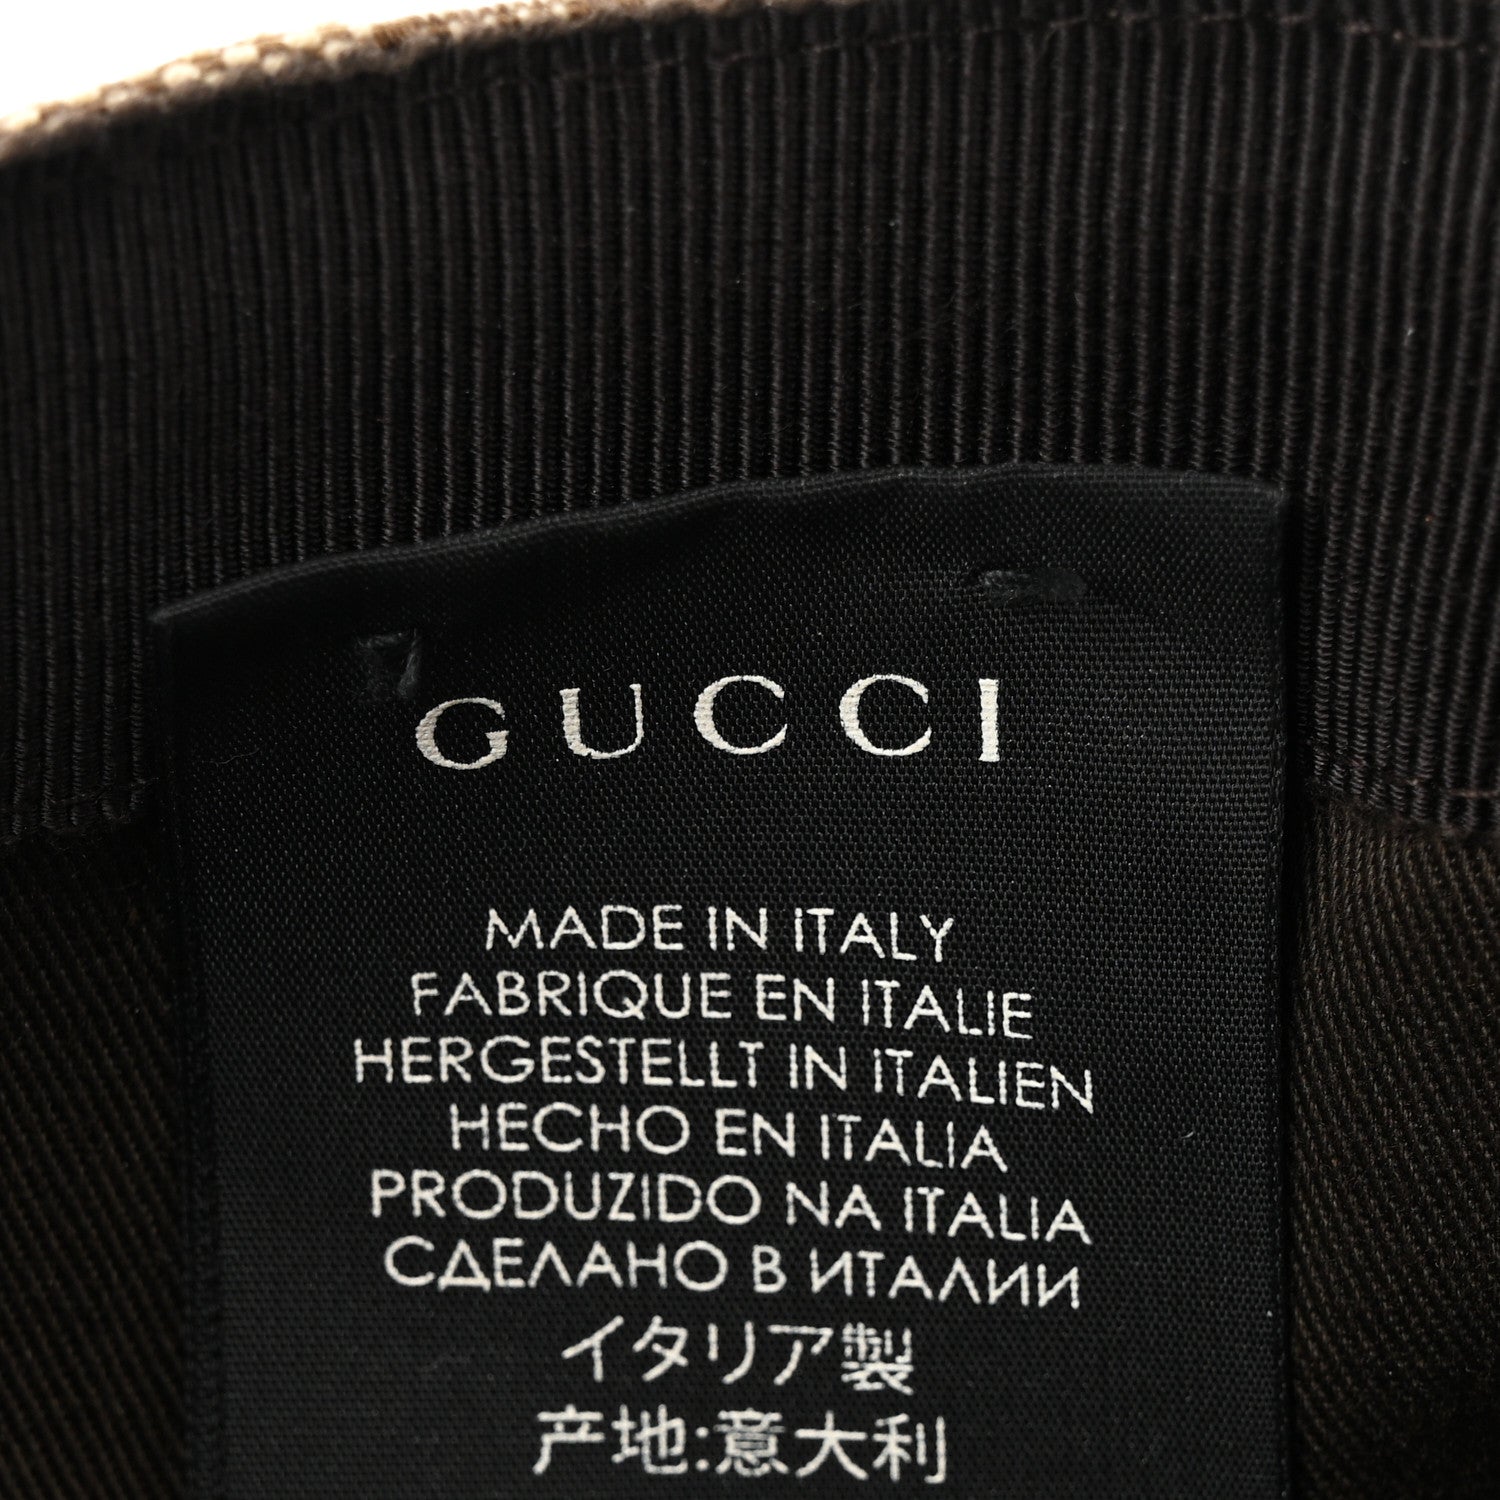 GUCCI
MADE IN ITALY
FABRIQUE EN ITALIE
HERGESTELLT IN ITALIEN
HECHO EN ITALIA
PRODUZIDO NA ITALIA
СДЕЛАНО В ИТАЛИИ
イタリア製
产地:意大利